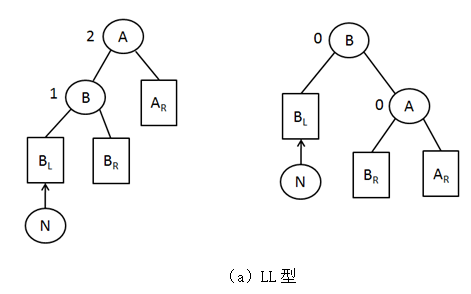 2 A 0 B
1 B A_R B_L 0 A
B_L B_R
N N B_R A_R
(a) LL 型